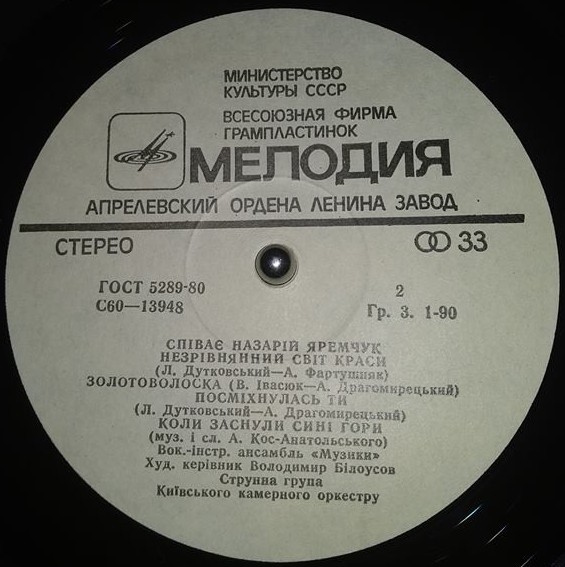 МИНИСТЕРСТВО
КУЛЬТУРЫ СССР
ВСЕСОЮЗНАЯ ФИРМА
ГРАМПЛАСТИНОК
МЕЛОДИЯ
АПРЕЛЕВСКИЙ ОРДЕНА ЛЕНИНА ЗАВОД
СТЕРЕО 33
ГОСТ 5289-80 2
С60—13948 Гр. 3. 1-90
СПІВАЄ НАЗАРІЙ ЯРЕМЧУК
НЕЗРІВНЯННИЙ СВІТ КРАСИ
(Л. Дутковський—А. Фартушняк)
ЗОЛОТОВОЛОСКА (В. Івасюк—А. Драгомирецький)
ПОСМІХНУЛАСЬ ТИ
(Л. Дутковський—А. Драгомирецький)
КОЛИ ЗАСНУЛИ СИНІ ГОРИ
(муз. і сл. А. Кос-Анатольського)
Вок.-інстр. ансамбль «Музики»
Худ. керівник Володимир Білоусов
Струнна група
Київського камерного оркестру